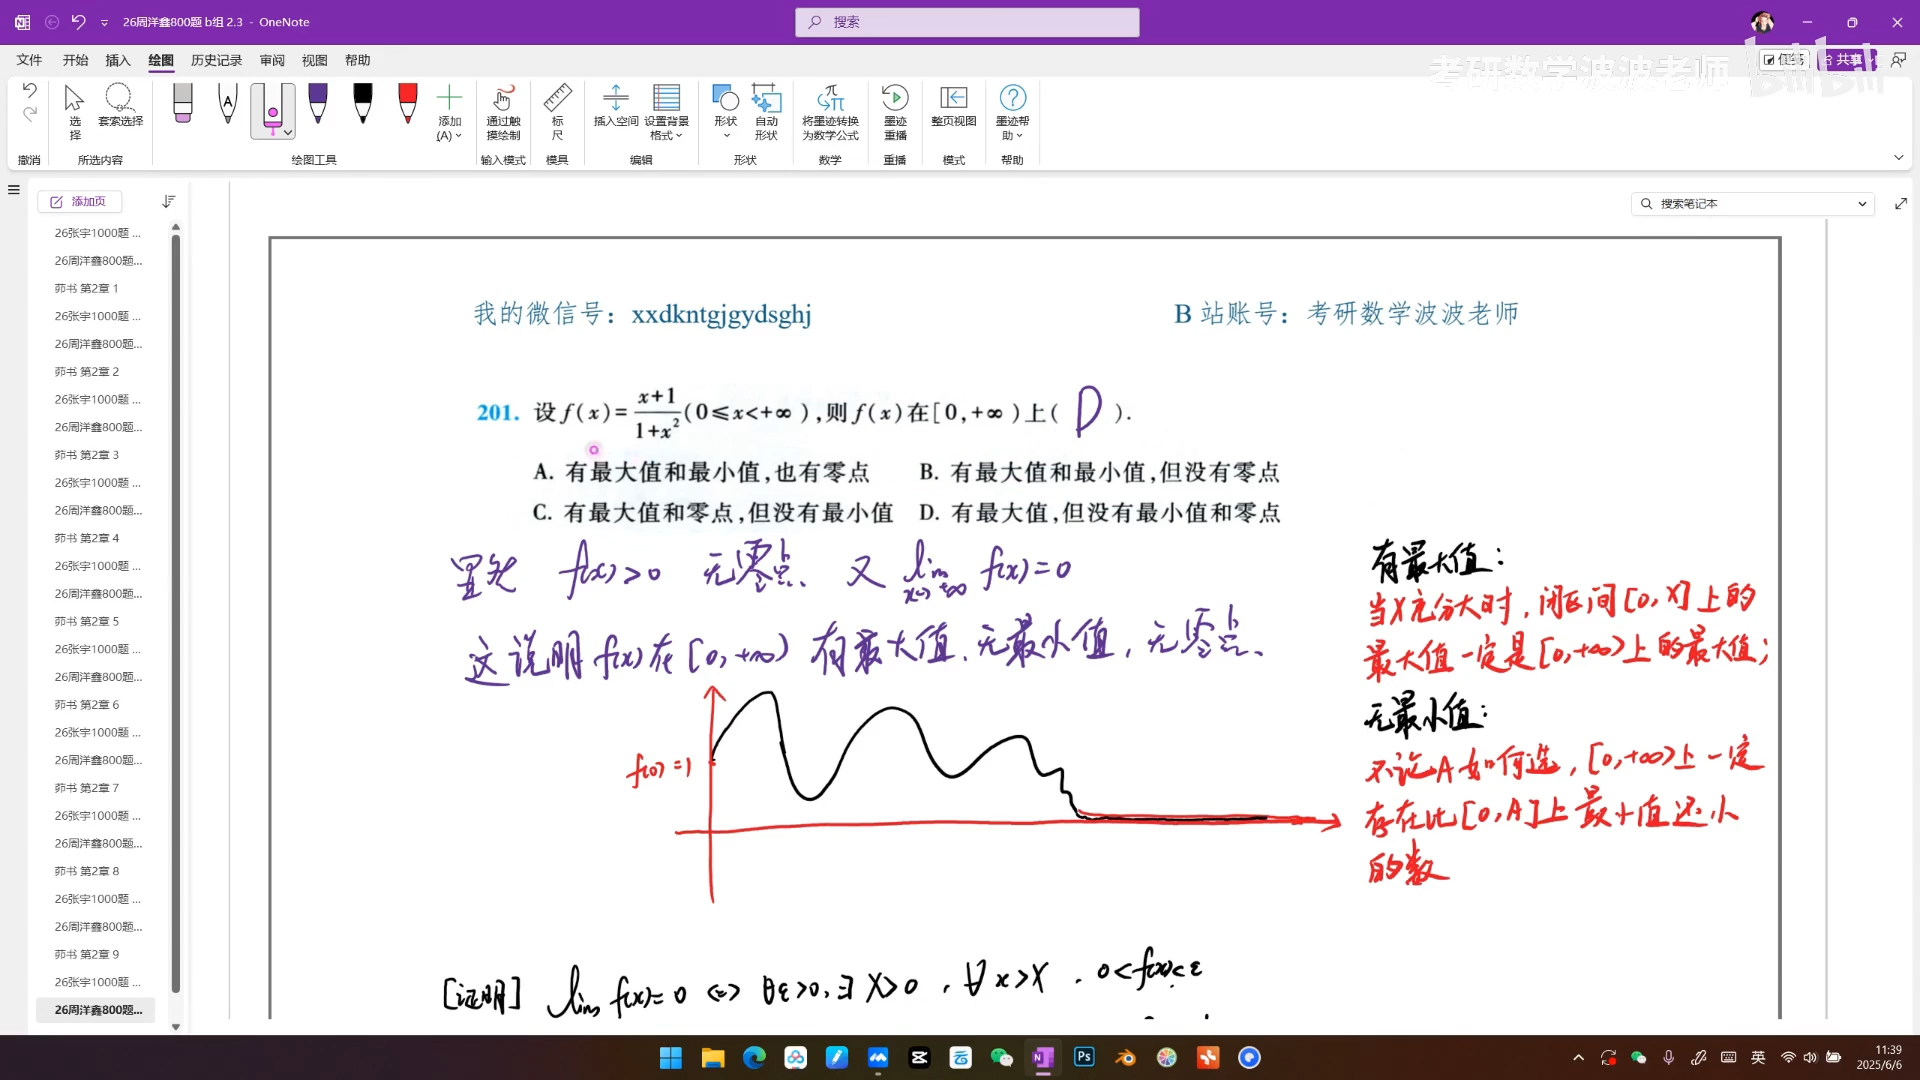 26周洋鑫800题 b组 2.3 - OneNote
搜索
文件 开始 插入 绘图 历史记录 审阅 视图 帮助
共享
考研数学波波老师 bilibili
选择
套索选择
添加(A)
通过触摸绘制
标尺
插入空间
设置背景格式
形状
自动形状
将墨迹转换为数学公式
墨迹重播
整页视图
墨迹帮助
撤消 所选内容 绘图工具 输入模式 模具 编辑 形状 数学 重播 模式 帮助
添加页
搜索笔记本
26张宇1000题 ...
26周洋鑫800题...
茆书 第2章 1
26张宇1000题 ...
26周洋鑫800题...
茆书 第2章 2
26张宇1000题 ...
26周洋鑫800题...
茆书 第2章 3
26张宇1000题 ...
26周洋鑫800题...
茆书 第2章 4
26张宇1000题 ...
26周洋鑫800题...
茆书 第2章 5
26张宇1000题 ...
26周洋鑫800题...
茆书 第2章 6
26张宇1000题 ...
26周洋鑫800题...
茆书 第2章 7
26张宇1000题 ...
26周洋鑫800题...
茆书 第2章 8
26张宇1000题 ...
26周洋鑫800题...
茆书 第2章 9
26张宇1000题 ...
26周洋鑫800题...
我的微信号：xxdkntgjgydsghj
B 站账号：考研数学波波老师
201. 设 f(x)=(x+1)/(1+x²)(0⩽x<+∞),则 f(x)在[0,+∞)上( D ).
A. 有最大值和最小值,也有零点 B. 有最大值和最小值,但没有零点
C. 有最大值和零点,但没有最小值 D. 有最大值,但没有最小值和零点
显然 f(x)>0 无零点、又 lim x→+∞ f(x)=0
这说明 f(x)在[0,+∞) 有最大值、无最小值，无零点、
f(0)=1
有最大值：
当X充分大时，闭区间[0,X]上的
最大值一定是[0,+∞)上的最大值；
无最小值：
不论A如何选，[0,+∞)上一定
存在比[0,A]上最小值还小
的数
[证明] lim f(x)=0 <=> ∀ε>0,∃X>0，∀x>X，0<f(x)<ε
英
11:39
2025/6/6